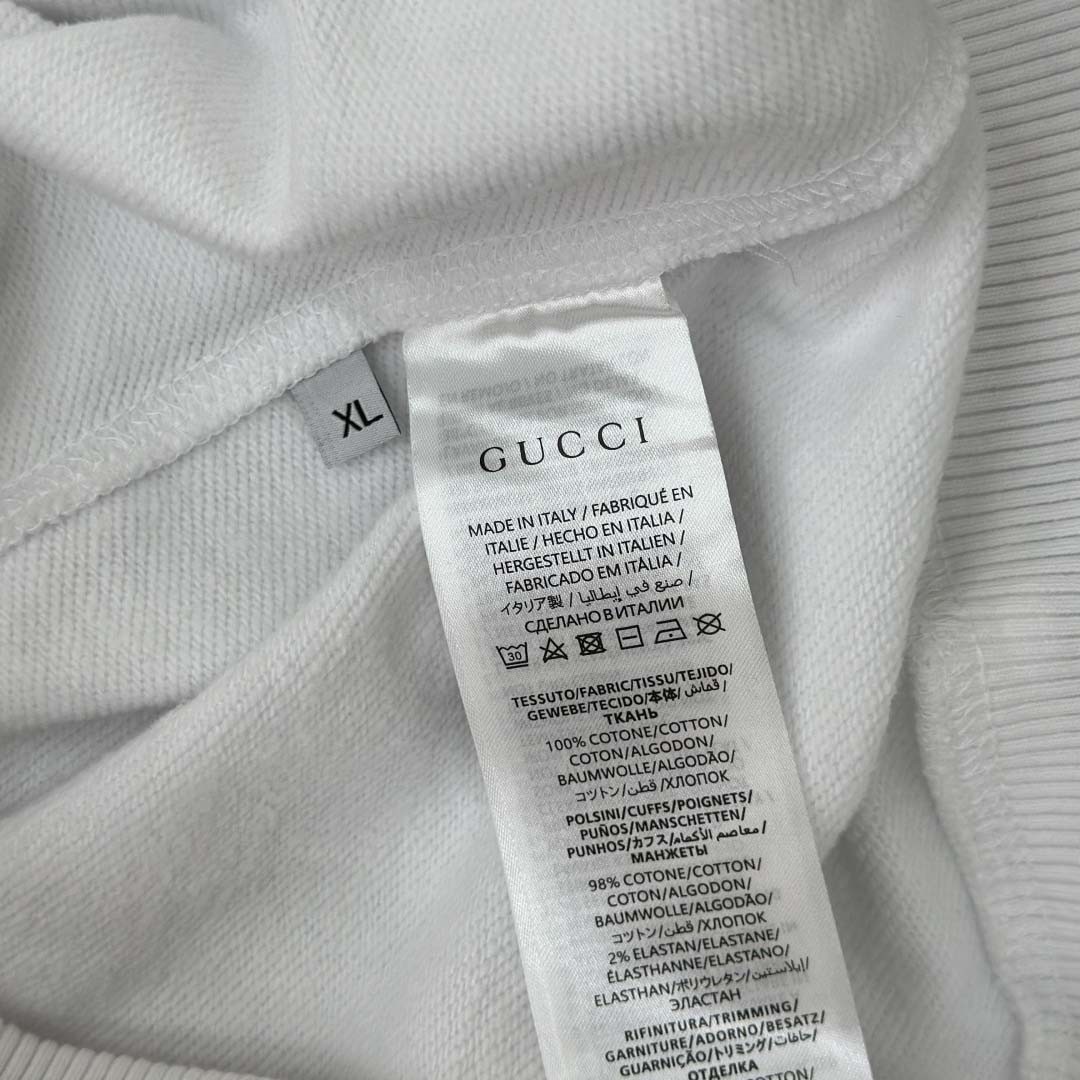 XL
GUCCI
MADE IN ITALY / FABRIQUÉ EN
ITALIE / HECHO EN ITALIA /
HERGESTELLT IN ITALIEN /
FABRICADO EM ITÁLIA /
イタリア製 / صنع في إيطاليا /
СДЕЛАНО В ИТАЛИИ
30
TESSUTO/FABRIC/TISSU/TEJIDO/
GEWEBE/TECIDO/本体/قماش/
ТКАНЬ
100% COTONE/COTTON/
COTON/ALGODON/
BAUMWOLLE/ALGODÃO/
コツトン/قطن/ХЛОПОК
POLSINI/CUFFS/POIGNETS/
PUÑOS/MANSCHETTEN/
PUNHOS/カフス/معاصم الأكمام/
МАНЖЕТЫ
98% COTONE/COTTON/
COTON/ALGODON/
BAUMWOLLE/ALGODÃO/
コツトン/قطن/ХЛОПОК
2% ELASTAN/ELASTANE/
ÉLASTHANNE/ELASTANO/
ELASTHAN/ポリウレタン/إيلاستين/
ЭЛАСТАН
RIFINITURA/TRIMMING/
GARNITURE/ADORNO/BESATZ/
GUARNIÇÃO/トリミング/حافات/
ОТДЕЛКА